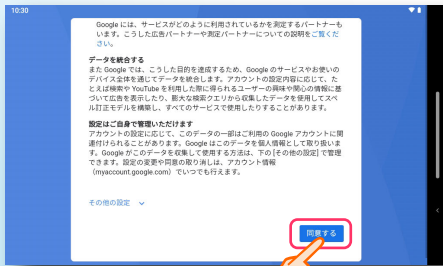 10:30
Google には、サービスがどのように利用されているかを測定するパートナーも
います。こうした広告パートナーや測定パートナーについての説明をご覧くだ
さい。
データを統合する
また Google では、こうした目的を達成するため、Google のサービスやお使いの
デバイス全体を通じてデータを統合します。アカウントの設定内容に応じて、た
とえば検索や YouTube を利用した際に得られるユーザーの興味や関心の情報に基
づいて広告を表示したり、膨大な検索クエリから収集したデータを使用してスペ
ル訂正モデルを構築し、すべてのサービスで使用したりすることがあります。
設定はご自身で管理いただけます
アカウントの設定に応じて、このデータの一部はご利用の Google アカウントに関
連付けられることがあります。Google はこのデータを個人情報として取り扱いま
す。Google がこのデータを収集して使用する方法は、下の [その他の設定] で管理
できます。設定の変更や同意の取り消しは、アカウント情報
（myaccount.google.com）でいつでも行えます。
その他の設定
同意する